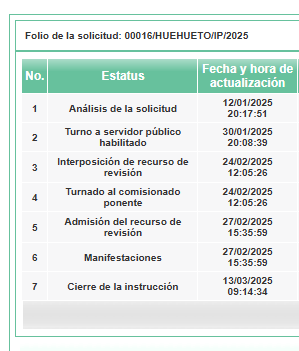 Folio de la solicitud: 00016/HUEHUETO/IP/2025
No. Estatus Fecha y hora de
actualización
1 Análisis de la solicitud 12/01/2025
20:17:51
2 Turno a servidor público
habilitado 30/01/2025
20:08:39
3 Interposición de recurso de
revisión 24/02/2025
12:05:26
4 Turnado al comisionado
ponente 24/02/2025
12:05:26
5 Admisión del recurso de
revisión 27/02/2025
15:35:59
6 Manifestaciones 27/02/2025
15:35:59
7 Cierre de la instrucción 13/03/2025
09:14:34